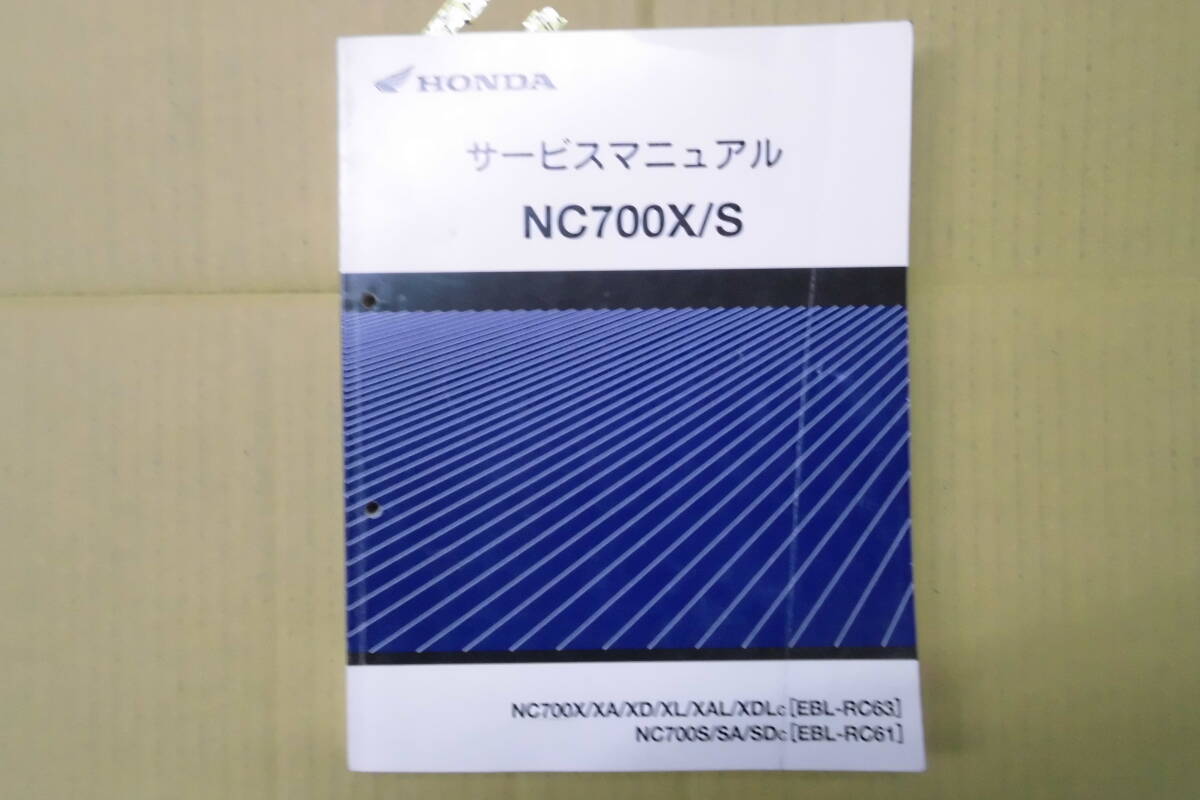 HONDA
サービスマニュアル
NC700X/S
NC700X/XA/XD/XL/XAL/XDLC[EBL-RC63]
NC700S/SA/SDC[EBL-RC61]